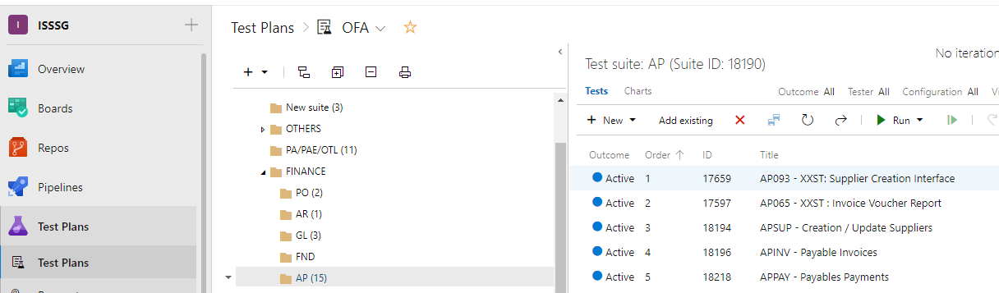 I ISSSG
Overview
Boards
Repos
Pipelines
Test Plans
Test Plans
Test Plans OFA
New suite (3)
OTHERS
PA/PAE/OTL (11)
FINANCE
PO (2)
AR (1)
GL (3)
FND
AP (15)
No iteration
Test suite: AP (Suite ID: 18190)
Tests Charts Outcome All Tester All Configuration All
New Add existing Run
Outcome Order ID Title
Active 1 17659 AP093 - XXST: Supplier Creation Interface
Active 2 17597 AP065 - XXST : Invoice Voucher Report
Active 3 18194 APSUP - Creation / Update Suppliers
Active 4 18196 APINV - Payable Invoices
Active 5 18218 APPAY - Payables Payments